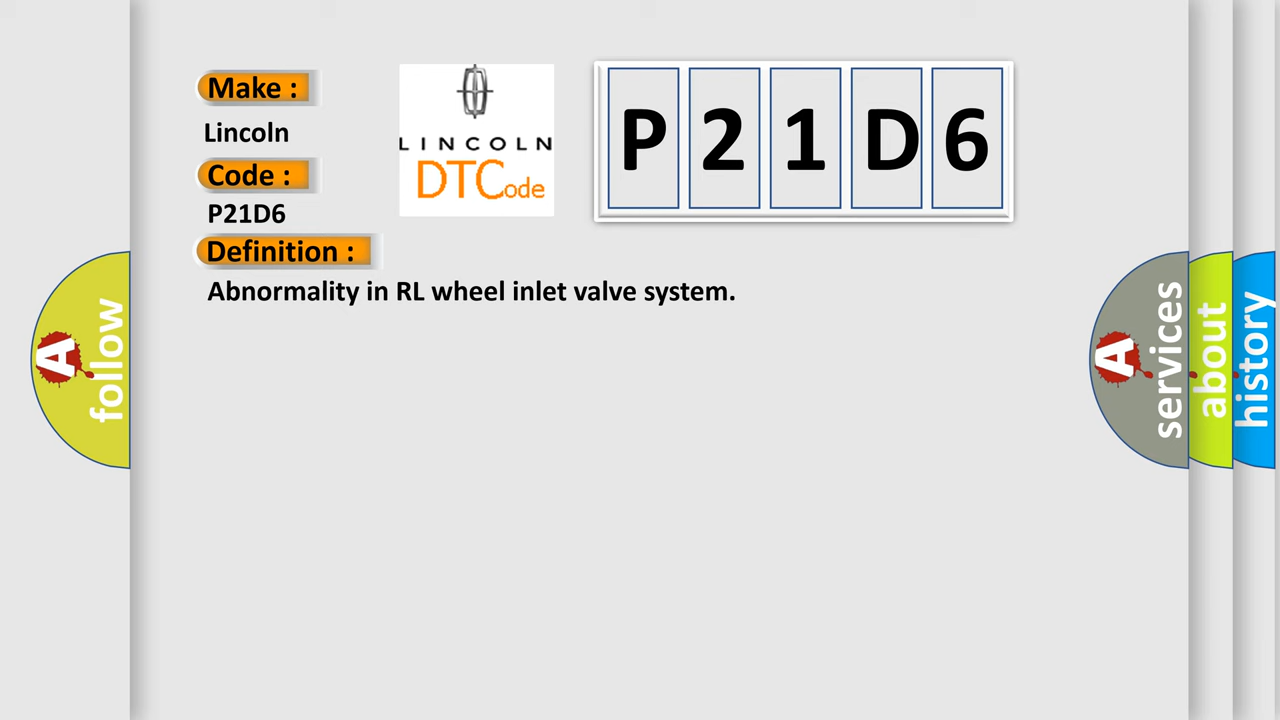 Make :
Lincoln
Code :
P21D6
Definition :
Abnormality in RL wheel inlet valve system.
LINCOLN
DTCode
P 2 1 D 6
A
follow
A
services
about
history